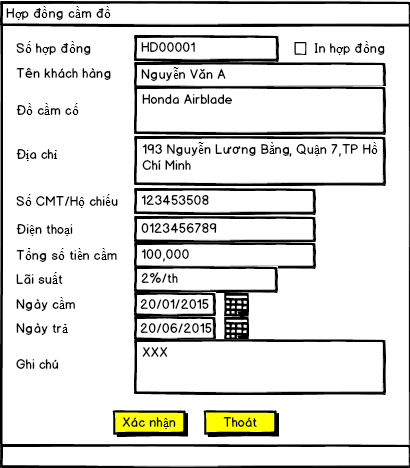 Hợp đồng cầm đồ
Số hợp đồng HD00001 In hợp đồng
Tên khách hàng Nguyễn Văn A
Đồ cầm cố Honda Airblade
Địa chỉ 193 Nguyễn Lương Bằng, Quận 7,TP Hồ
Chí Minh
Số CMT/Hộ chiếu 123453508
Điện thoại 0123456789
Tổng số tiền cầm 100,000
Lãi suất 2%/th
Ngày cầm 20/01/2015
Ngày trả 20/06/2015
Ghi chú XXX
Xác nhận Thoát